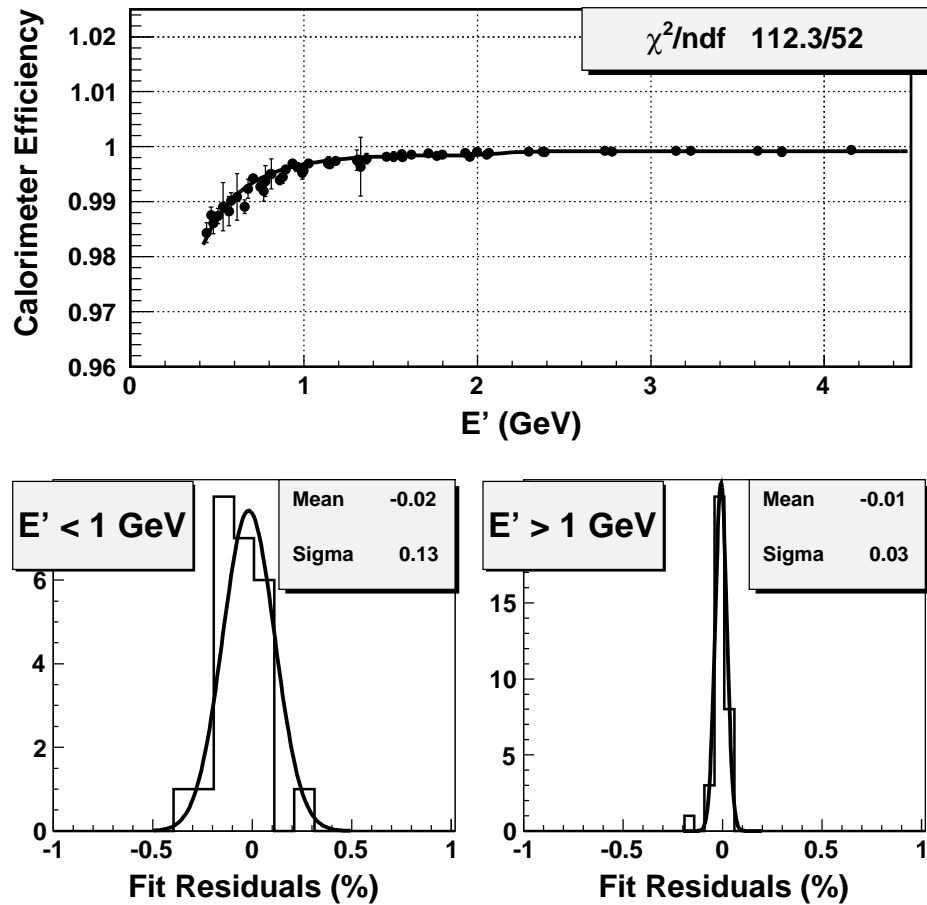 Calorimeter Efficiency
1.02
1.01
1
0.99
0.98
0.97
0.96
χ²/ndf 112.3/52
0 1 2 3 4
E’ (GeV)
E’ < 1 GeV
Mean -0.02
Sigma 0.13
6
4
2
0
-1 -0.5 0 0.5 1
Fit Residuals (%)
E’ > 1 GeV
Mean -0.01
Sigma 0.03
15
10
5
0
-1 -0.5 0 0.5 1
Fit Residuals (%)